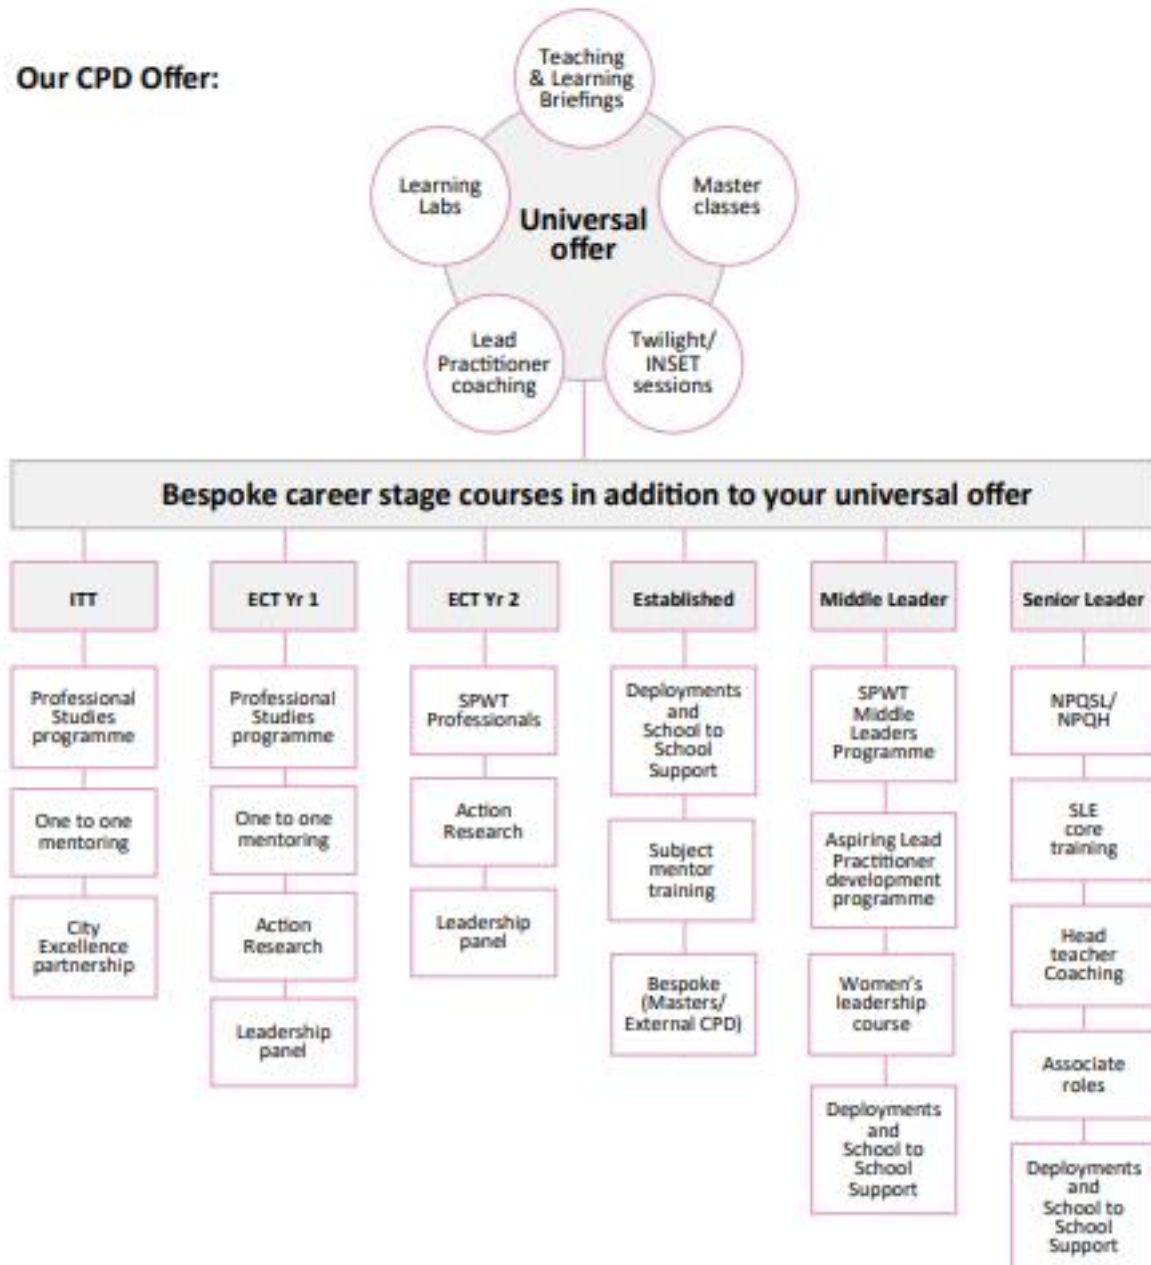 Our CPD Offer:
Teaching
& Learning
Briefings
Learning
Labs
Master
classes
Universal
offer
Lead
Practitioner
coaching
Twilight/
INSET
sessions
Bespoke career stage courses in addition to your universal offer
ITT
Professional
Studies
programme
One to one
mentoring
City
Excellence
partnership
ECT Yr 1
Professional
Studies
programme
One to one
mentoring
Action
Research
Leadership
panel
ECT Yr 2
SPWT
Professionals
Action
Research
Leadership
panel
Established
Deployments
and
School to
School
Support
Subject
mentor
training
Bespoke
(Masters/
External CPD)
Middle Leader
SPWT
Middle
Leaders
Programme
Aspiring Lead
Practitioner
development
programme
Women's
leadership
course
Deployments
and
School to
School
Support
Senior Leader
NPQSL/
NPQH
SLE
core
training
Head
teacher
Coaching
Associate
roles
Deployments
and
School to
School
Support